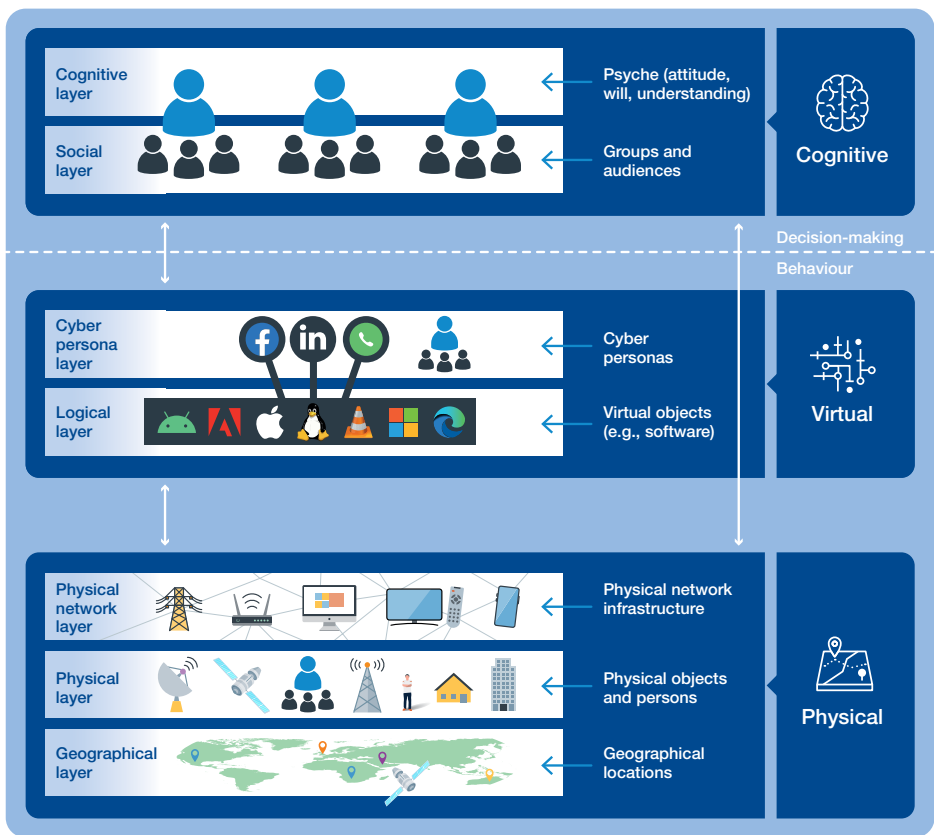 Cognitive
layer
Psyche (attitude,
will, understanding)
Social
layer
Groups and
audiences
Cognitive
Decision-making
Behaviour
Cyber
persona
layer
f
in
Cyber
personas
Logical
layer
Virtual objects
(e.g., software)
Virtual
Physical
network
layer
Physical network
infrastructure
Physical
layer
Physical objects
and persons
Geographical
layer
Geographical
locations
Physical